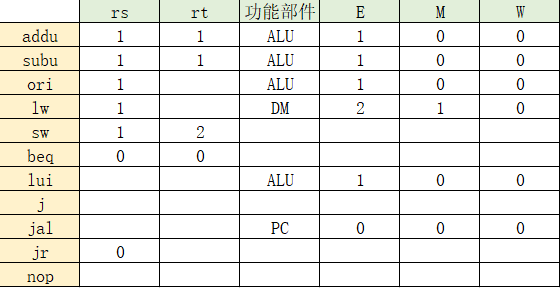 rs rt 功能部件 E M W
addu 1 1 ALU 1 0 0
subu 1 1 ALU 1 0 0
ori 1 ALU 1 0 0
lw 1 DM 2 1 0
sw 1 2
beq 0 0
lui ALU 1 0 0
j
jal PC 0 0 0
jr 0
nop